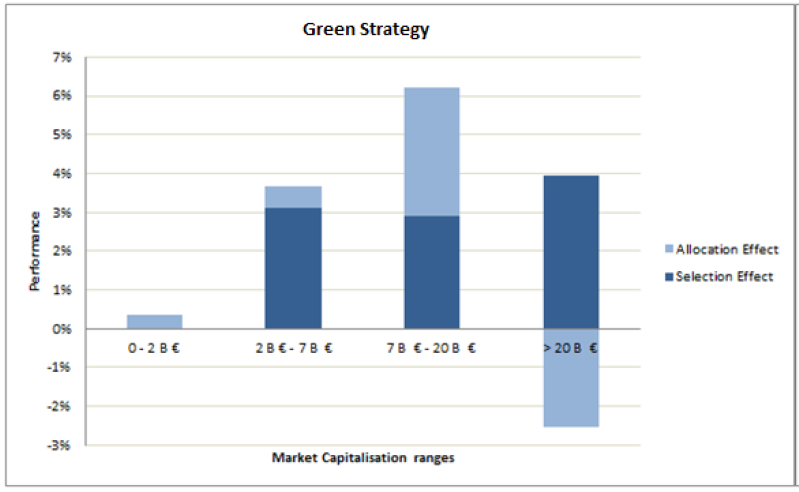 Green Strategy
7%
6%
5%
4%
3%
2%
1%
0%
-1%
-2%
-3%
Performance
0 - 2 B €
2 B € - 7 B €
7 B € - 20 B €
> 20 B €
Market Capitalisation ranges
Allocation Effect
Selection Effect